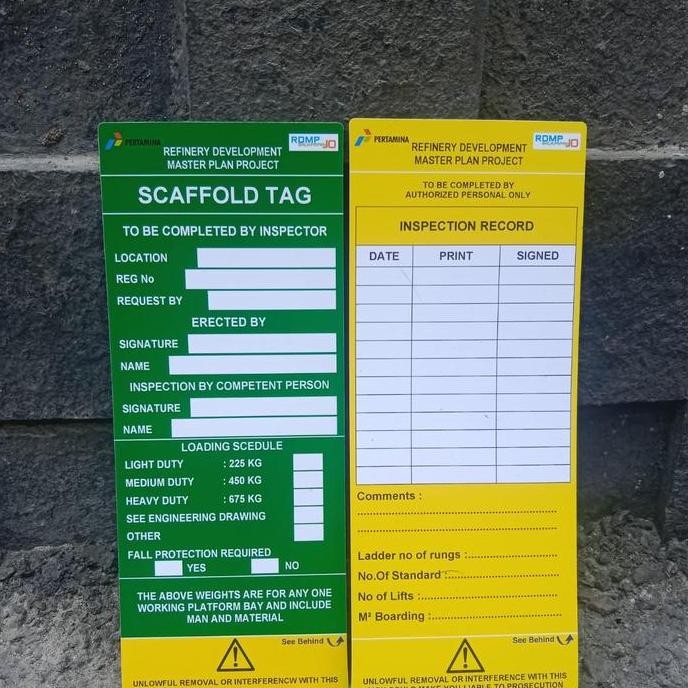 PERTAMINA
RDMP
BALIKPAPAN JO
REFINERY DEVELOPMENT
MASTER PLAN PROJECT
SCAFFOLD TAG
TO BE COMPLETED BY INSPECTOR
LOCATION
REG No
REQUEST BY
ERECTED BY
SIGNATURE
NAME
INSPECTION BY COMPETENT PERSON
SIGNATURE
NAME
LOADING SCEDULE
LIGHT DUTY : 225 KG
MEDIUM DUTY : 450 KG
HEAVY DUTY : 675 KG
SEE ENGINEERING DRAWING
OTHER
FALL PROTECTION REQUIRED
YES NO
THE ABOVE WEIGHTS ARE FOR ANY ONE
WORKING PLATFORM BAY AND INCLUDE
MAN AND MATERIAL
See Behind
UNLOWFUL REMOVAL OR INTERFERENCW WITH THIS
PERTAMINA
RDMP
BALIKPAPAN JO
REFINERY DEVELOPMENT
MASTER PLAN PROJECT
TO BE COMPLETED BY
AUTHORIZED PERSONAL ONLY
INSPECTION RECORD
DATE PRINT SIGNED
Comments :
Ladder no of rungs :
No.Of Standard :
No of Lifts :
M² Boarding :
See Behind
UNLOWFUL REMOVAL OR INTERFERENCE WITH THIS